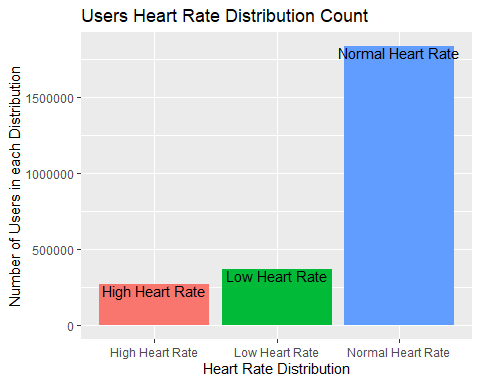 Users Heart Rate Distribution Count
Number of Users in each Distribution
1500000
1000000
500000
0
Normal Heart Rate
Low Heart Rate
High Heart Rate
High Heart Rate
Low Heart Rate
Normal Heart Rate
Heart Rate Distribution